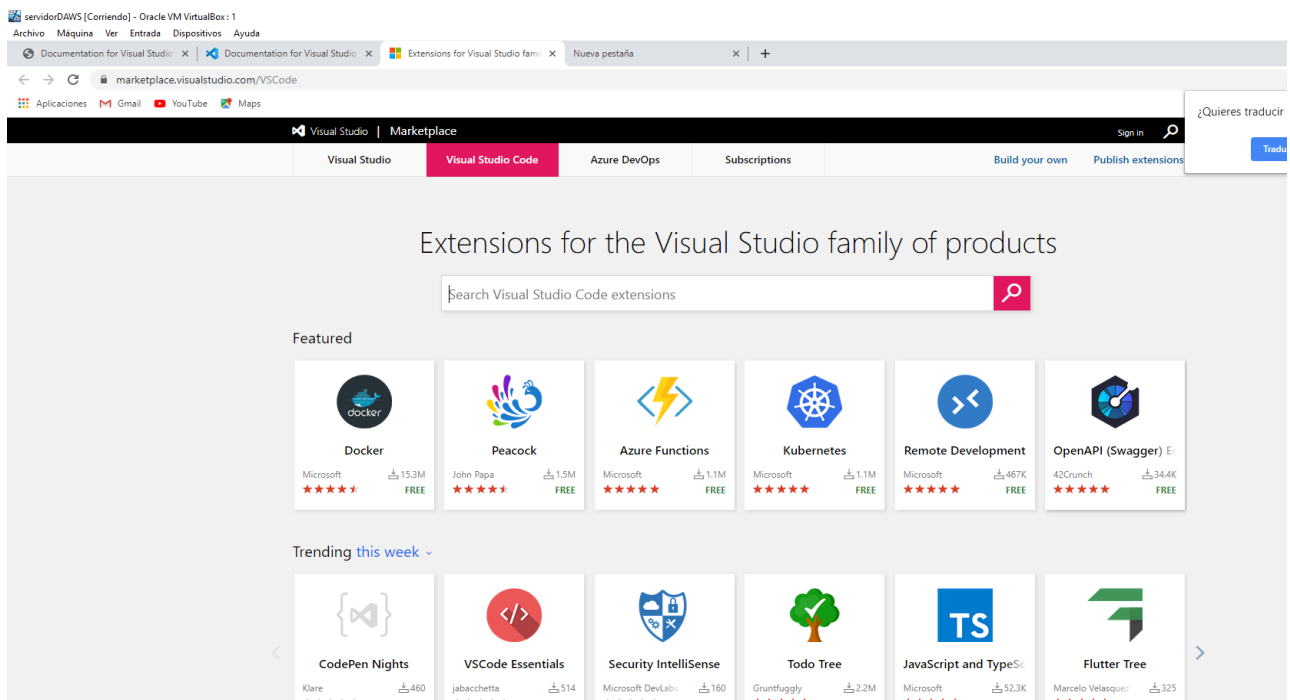 servidorDAWS [Corriendo] - Oracle VM VirtualBox : 1
Archivo Máquina Ver Entrada Dispositivos Ayuda
Documentation for Visual Studio Documentation for Visual Studio Extensions for Visual Studio fami Nueva pestaña
marketplace.visualstudio.com/VSCode
Aplicaciones Gmail YouTube Maps
¿Quieres traducir
Tradu
Visual Studio | Marketplace Sign in
Visual Studio Visual Studio Code Azure DevOps Subscriptions Build your own Publish extensions
Extensions for the Visual Studio family of products
Search Visual Studio Code extensions
Featured
docker
Docker Peacock Azure Functions Kubernetes Remote Development OpenAPI (Swagger) E
Microsoft 15.3M John Papa 1.5M Microsoft 1.1M Microsoft 1.1M Microsoft 467K 42Crunch 34.4K
FREE FREE FREE FREE FREE FREE
Trending this week
TS
CodePen Nights VSCode Essentials Security IntelliSense Todo Tree JavaScript and TypeSc Flutter Tree
Klare 460 jabacchetta 514 Microsoft DevLabs 160 Gruntfuggly 2.2M Microsoft 52.3K Marcelo Velasquez 325